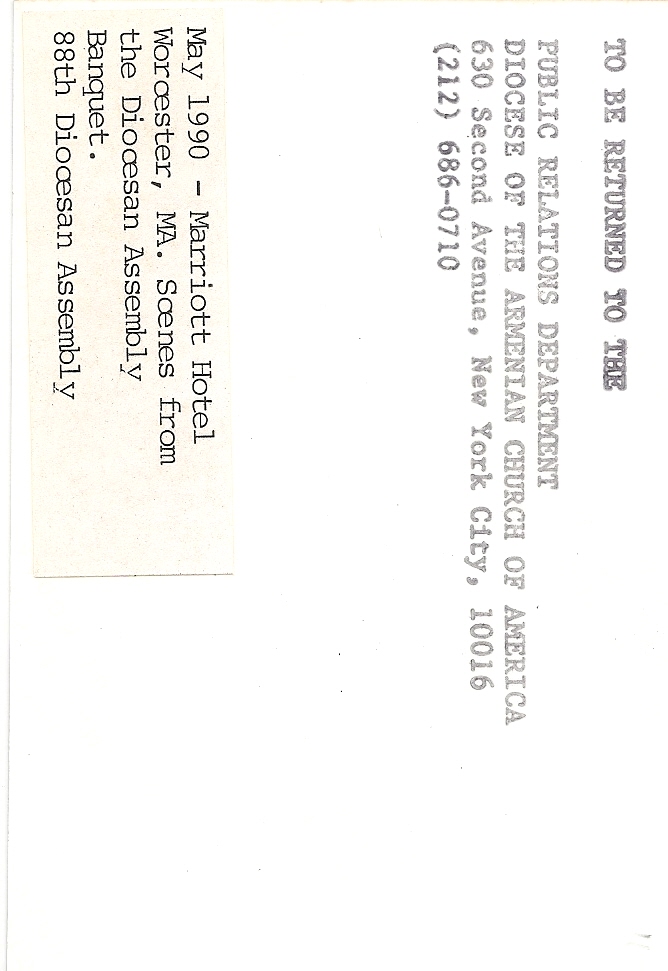 TO BE RETURNED TO THE
PUBLIC RELATIONS DEPARTMENT
DIOCESE OF THE ARMENIAN CHURCH OF AMERICA
630 Second Avenue, New York City, 10016
(212) 686-0710
May 1990 - Marriott Hotel
Worcester, MA. Scenes from
the Diocesan Assembly
Banquet.
88th Diocesan Assembly